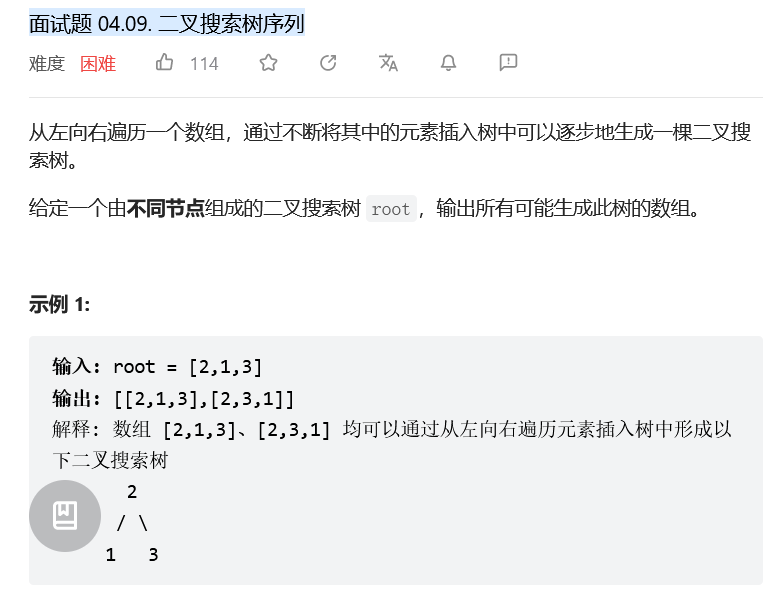 面试题 04.09. 二叉搜索树序列
难度 困难 114
从左向右遍历一个数组，通过不断将其中的元素插入树中可以逐步地生成一棵二叉搜
索树。
给定一个由不同节点组成的二叉搜索树 root，输出所有可能生成此树的数组。
示例 1:
输入: root = [2,1,3]
输出: [[2,1,3],[2,3,1]]
解释: 数组 [2,1,3]、[2,3,1] 均可以通过从左向右遍历元素插入树中形成以
下二叉搜索树
2
/ \
1 3